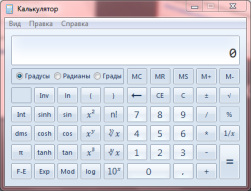 Калькулятор
Вид Правка Справка
0
Градусы Радианы Грады MC MR MS M+ M-
Inv ln ( ) ← CE C ± √
Int sinh sin x² n! 7 8 9 / %
dms cosh cos xʸ ʸ√x 4 5 6 * 1/x
π tanh tan x³ ³√x 1 2 3 - =
F-E Exp Mod log 10ˣ 0 , +